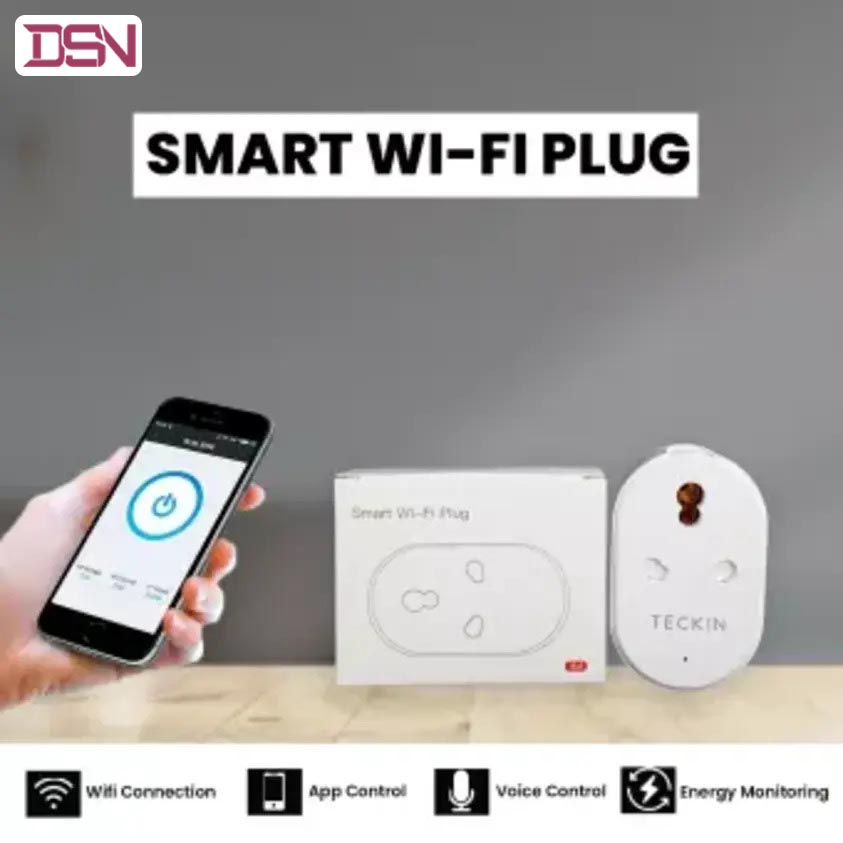 DSN
SMART WI-FI PLUG
Smart Wi-Fi Plug
TECKIN
Wifi Connection
App Control
Voice Control
Energy Monitoring